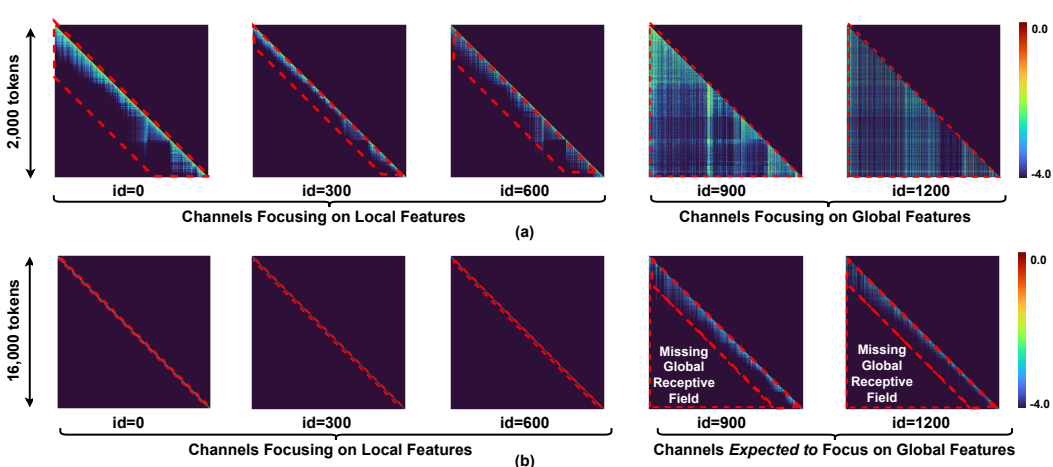 2,000 tokens
0.0
-4.0
id=0
id=300
id=600
id=900
id=1200
Channels Focusing on Local Features
Channels Focusing on Global Features
(a)
16,000 tokens
0.0
-4.0
Missing
Global
Receptive
Field
Missing
Global
Receptive
Field
id=0
id=300
id=600
id=900
id=1200
Channels Focusing on Local Features
Channels Expected to Focus on Global Features
(b)